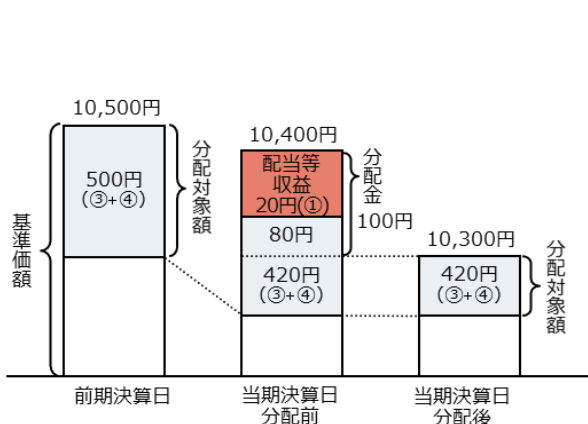 基準価額
10,500円
500円
(③+④)
分配対象額
前期決算日
10,400円
配当等
収益
20円(①)
80円
420円
(③+④)
分配金
100円
当期決算日
分配前
10,300円
420円
(③+④)
分配対象額
当期決算日
分配後